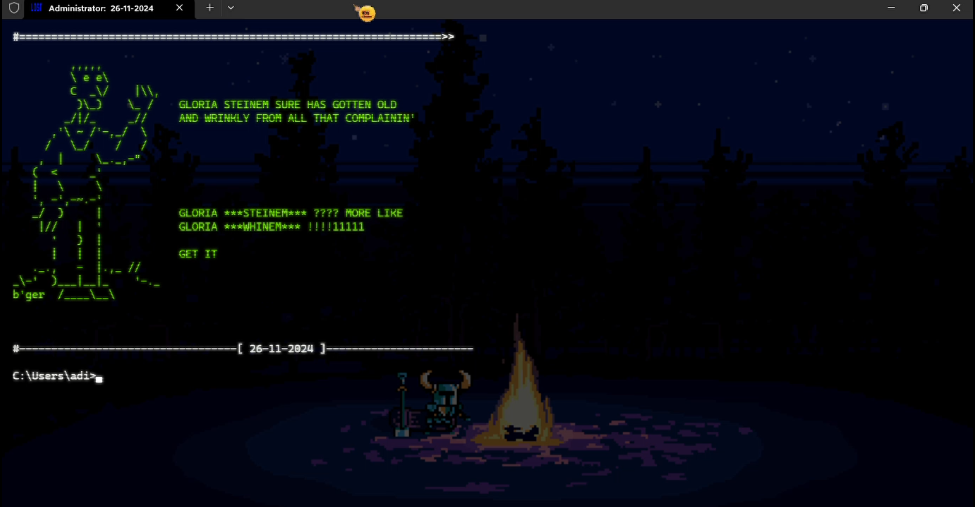 Administrator: 26-11-2024
GLORIA STEINEM SURE HAS GOTTEN OLD
AND WRINKLY FROM ALL THAT COMPLAININ'
GLORIA ***STEINEM*** ???? MORE LIKE
GLORIA ***WHINEM*** !!!!11111
GET IT
b'ger
#----------------------------------[ 26-11-2024 ]-----------------------
C:\Users\adi>